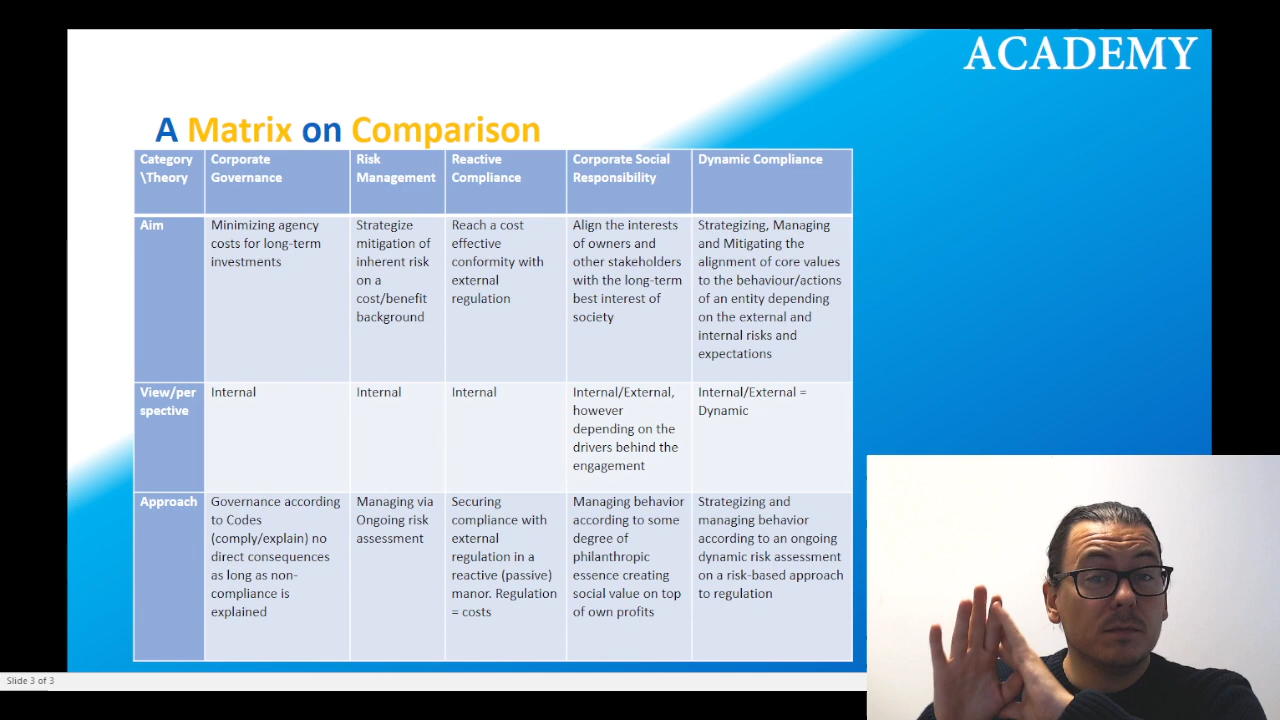 ACADEMY
A Matrix on Comparison
Category
\Theory
Corporate
Governance
Risk
Management
Reactive
Compliance
Corporate Social
Responsibility
Dynamic Compliance
Aim
Minimizing agency
costs for long-term
investments
Strategize
mitigation of
inherent risk
on a
cost/benefit
background
Reach a cost
effective
conformity with
external
regulation
Align the interests
of owners and
other stakeholders
with the long-term
best interest of
society
Strategizing, Managing
and Mitigating the
alignment of core values
to the behaviour/actions
of an entity depending
on the external and
internal risks and
expectations
View/per
spective
Internal
Internal
Internal
Internal/External,
however
depending on the
drivers behind the
engagement
Internal/External =
Dynamic
Approach
Governance according
to Codes
(comply/explain) no
direct consequences
as long as non-
compliance is
explained
Managing via
Ongoing risk
assessment
Securing
compliance with
external
regulation in a
reactive (passive)
manor. Regulation
= costs
Managing behavior
according to some
degree of
philanthropic
essence creating
social value on top
of own profits
Strategizing and
managing behavior
according to an ongoing
dynamic risk assessment
on a risk-based approach
to regulation
Slide 3 of 3